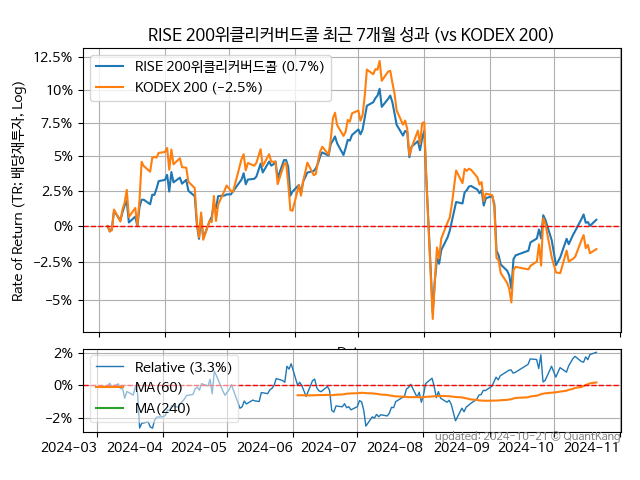 RISE 200위클리커버드콜 최근 7개월 성과 (vs KODEX 200)
Rate of Return (TR: 배당재투자, Log)
12.5%
10%
7.5%
5%
2.5%
0%
−2.5%
−5%
RISE 200위클리커버드콜 (0.7%)
KODEX 200 (−2.5%)
2%
0%
−2%
Relative (3.3%)
MA(60)
MA(240)
2024−03 2024−04 2024−05 2024−06 2024−07 2024−08 2024−09 2024−10 2024−11
updated: 2024−10−21 © QuantKang